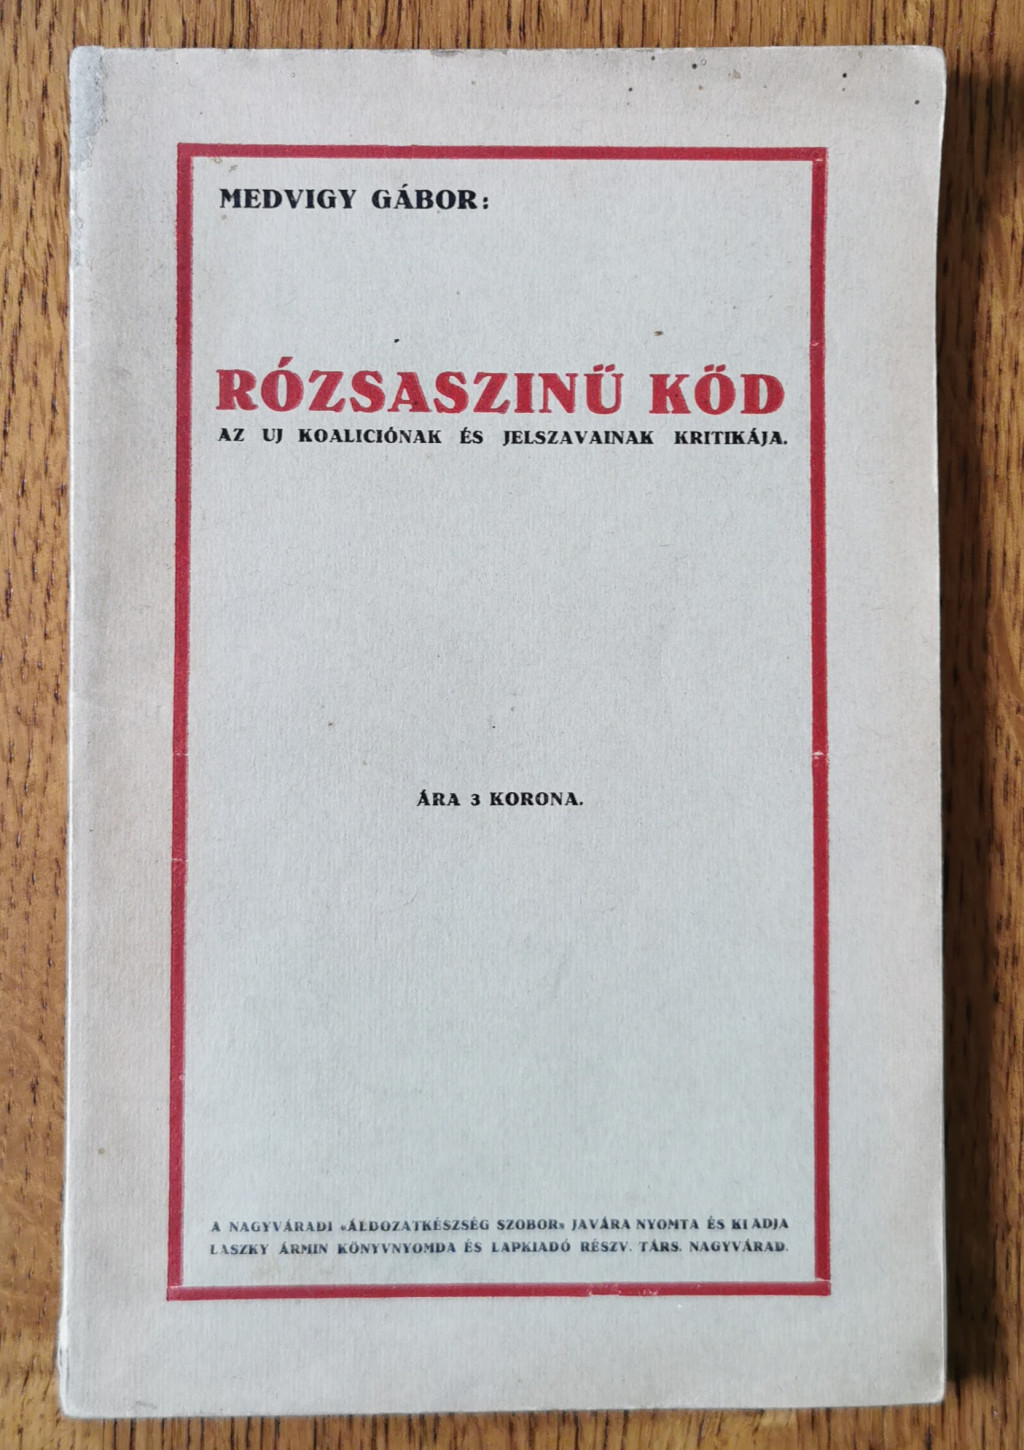 MEDVIGY GÁBOR:
RÓZSASZINÜ KÖD
AZ UJ KOALICIÓNAK ÉS JELSZAVAINAK KRITIKÁJA.
ÁRA 3 KORONA.
A NAGYVÁRADI «ÁLDOZATKÉSZSÉG SZOBOR» JAVÁRA NYOMTA ÉS KIADJA
LASZKY ÁRMIN KÖNYVNYOMDA ÉS LAPKIADÓ RÉSZV. TÁRS. NAGYVÁRAD.